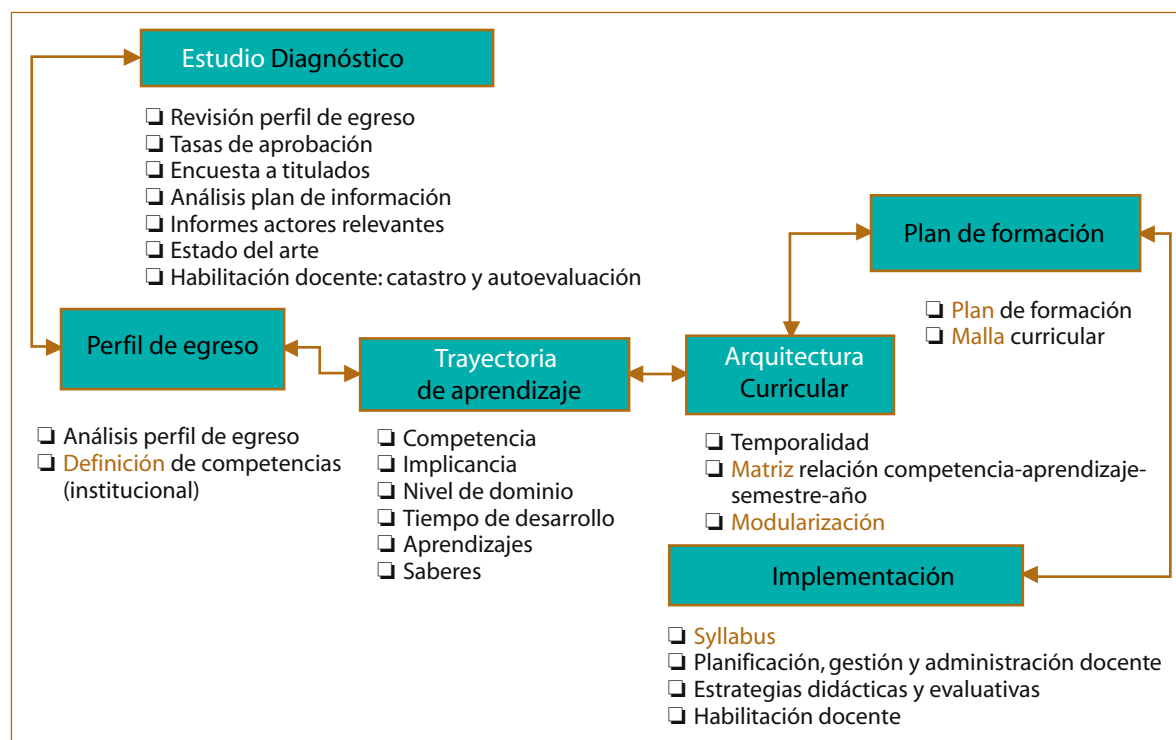 Estudio Diagnóstico
❏ Revisión perfil de egreso
❏ Tasas de aprobación
❏ Encuesta a titulados
❏ Análisis plan de información
❏ Informes actores relevantes
❏ Estado del arte
❏ Habilitación docente: catastro y autoevaluación
Perfil de egreso
❏ Análisis perfil de egreso
❏ Definición de competencias
(institucional)
Trayectoria
de aprendizaje
❏ Competencia
❏ Implicancia
❏ Nivel de dominio
❏ Tiempo de desarrollo
❏ Aprendizajes
❏ Saberes
Arquitectura
Curricular
❏ Temporalidad
❏ Matriz relación competencia-aprendizaje-
semestre-año
❏ Modularización
Plan de formación
❏ Plan de formación
❏ Malla curricular
Implementación
❏ Syllabus
❏ Planificación, gestión y administración docente
❏ Estrategias didácticas y evaluativas
❏ Habilitación docente